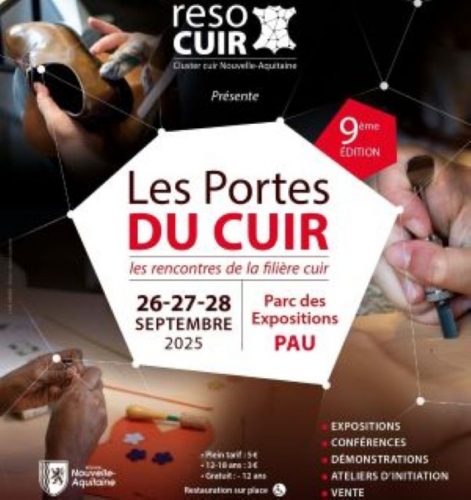 reso
CUIR
Cluster cuir Nouvelle-Aquitaine
Présente
9ème
ÉDITION
Les Portes
DU CUIR
les rencontres de la filière cuir
26-27-28
SEPTEMBRE
2025
Parc des
Expositions
PAU
• EXPOSITIONS
• CONFÉRENCES
• DÉMONSTRATIONS
• ATELIERS D'INITIATION
• VENTE
• Plein tarif : 5€
• 12-18 ans : 3€
• Gratuit : - 12 ans
Restauration sur place
Nouvelle-
Aquitaine